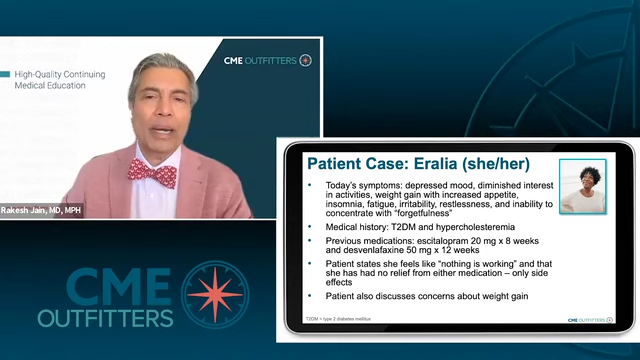 High-Quality Continuing
Medical Education
CME OUTFITTERS
Rakesh Jain, MD, MPH
CME
OUTFITTERS
Patient Case: Eralia (she/her)
• Today's symptoms: depressed mood, diminished interest
in activities, weight gain with increased appetite,
insomnia, fatigue, irritability, restlessness, and inability to
concentrate with “forgetfulness”
• Medical history: T2DM and hypercholesteremia
• Previous medications: escitalopram 20 mg x 8 weeks
and desvenlafaxine 50 mg x 12 weeks
• Patient states she feels like “nothing is working” and that
she has had no relief from either medication – only side
effects
• Patient also discusses concerns about weight gain
T2DM = type 2 diabetes mellitus
CME OUTFITTERS